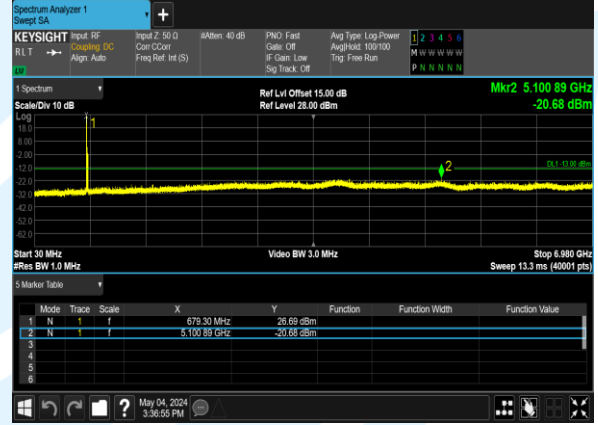 Spectrum Analyzer 1
Swept SA
+
KEYSIGHT Input: RF Input Z: 50 Ω #Atten: 40 dB PNO: Fast Avg Type: Log-Power 1 2 3 4 5 6
RLT Coupling: DC Corr CCorr Gate: Off Avg|Hold: 100/100 M W W W W W
Align: Auto Freq Ref: Int (S) IF Gain: Low Trig: Free Run
Sig Track: Off P N N N N N
LW
1 Spectrum Ref Lvl Offset 15.00 dB Mkr2 5.100 89 GHz
Scale/Div 10 dB Ref Level 28.00 dBm -20.68 dBm
Log
1
18.0
8.00
-2.00
2
-12.0 DL1 -13.00 dBm
-22.0
-32.0
-42.0
-52.0
-62.0
Start 30 MHz Video BW 3.0 MHz Stop 6.980 GHz
#Res BW 1.0 MHz Sweep 13.3 ms (40001 pts)
5 Marker Table
Mode Trace Scale X Y Function Function Width Function Value
1 N 1 f 679.30 MHz 26.69 dBm
2 N 1 f 5.100 89 GHz -20.68 dBm
3
4
5
6
? May 04, 2024
3:36:55 PM